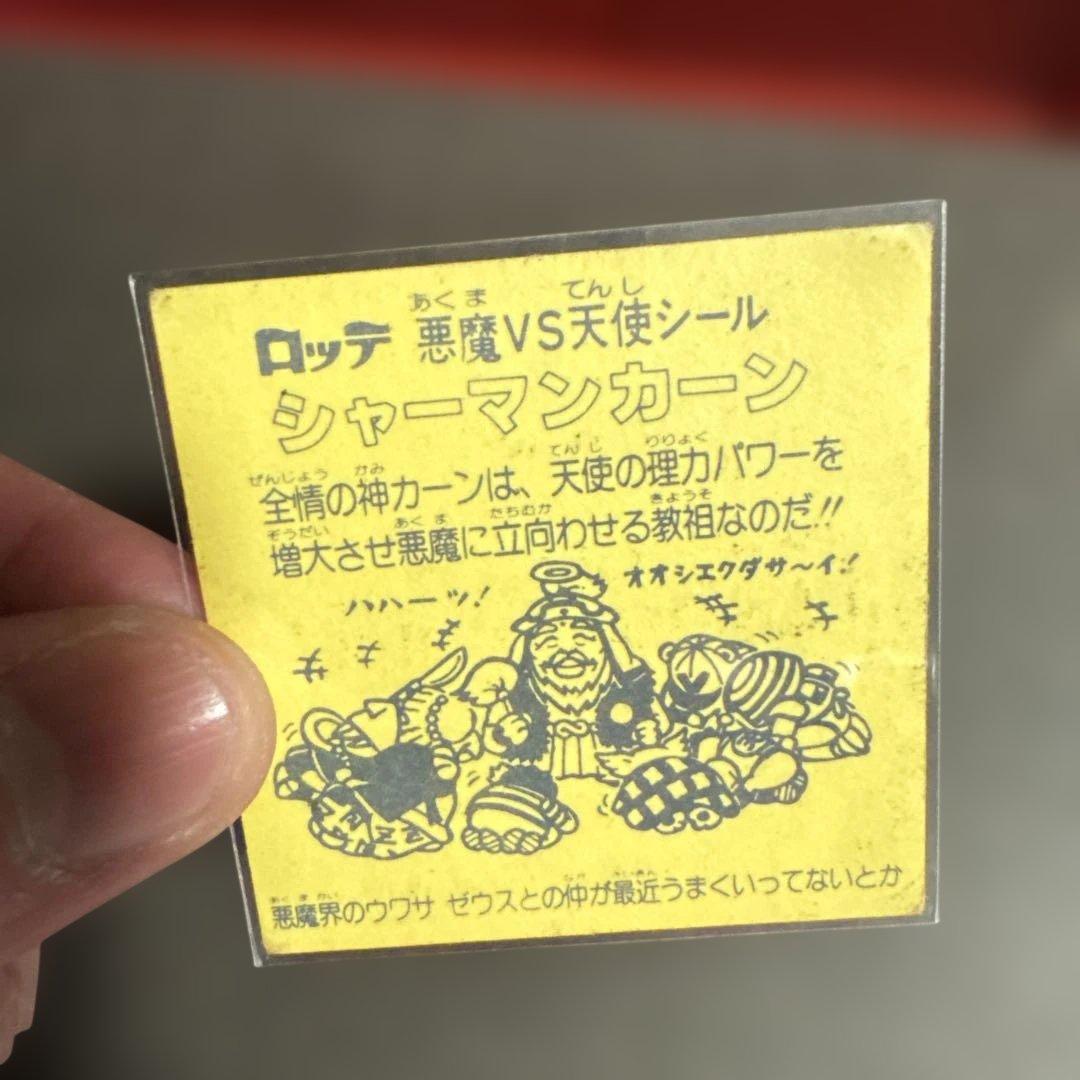 ロッテ 悪魔VS天使シール
シャーマンカーン
全情の神カーンは、天使の理力パワーを
増大させ悪魔に立向わせる教祖なのだ!!
ハハーッ!
オオシエクダサ〜イ!
悪魔界のウワサ ゼウスとの仲が最近うまくいってないとか